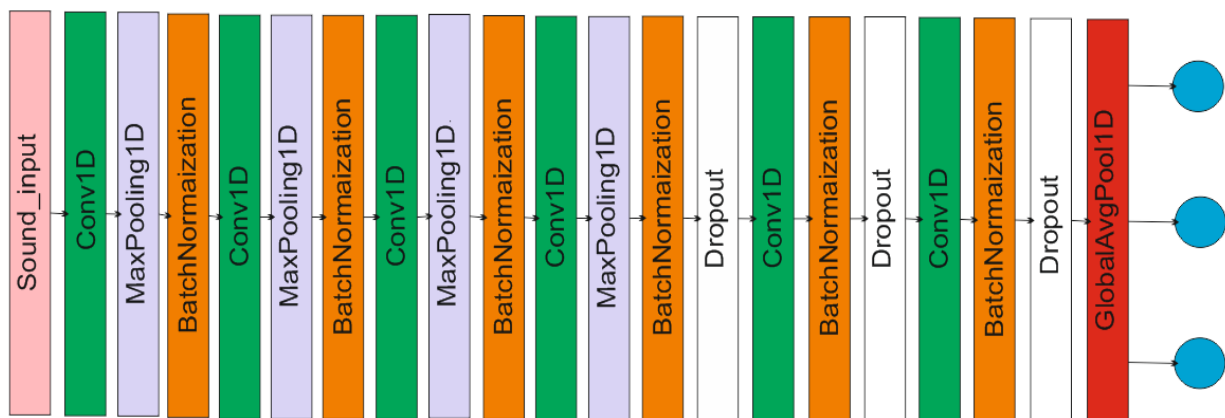 Sound_input
Conv1D
MaxPooling1D
BatchNormaization
Conv1D
MaxPooling1D
BatchNormaization
Conv1D
MaxPooling1D.
BatchNormaization
Conv1D
MaxPooling1D
BatchNormaization
Dropout
Conv1D
BatchNormaization
Dropout
Conv1D
BatchNormaization
Dropout
GlobalAvgPool1D